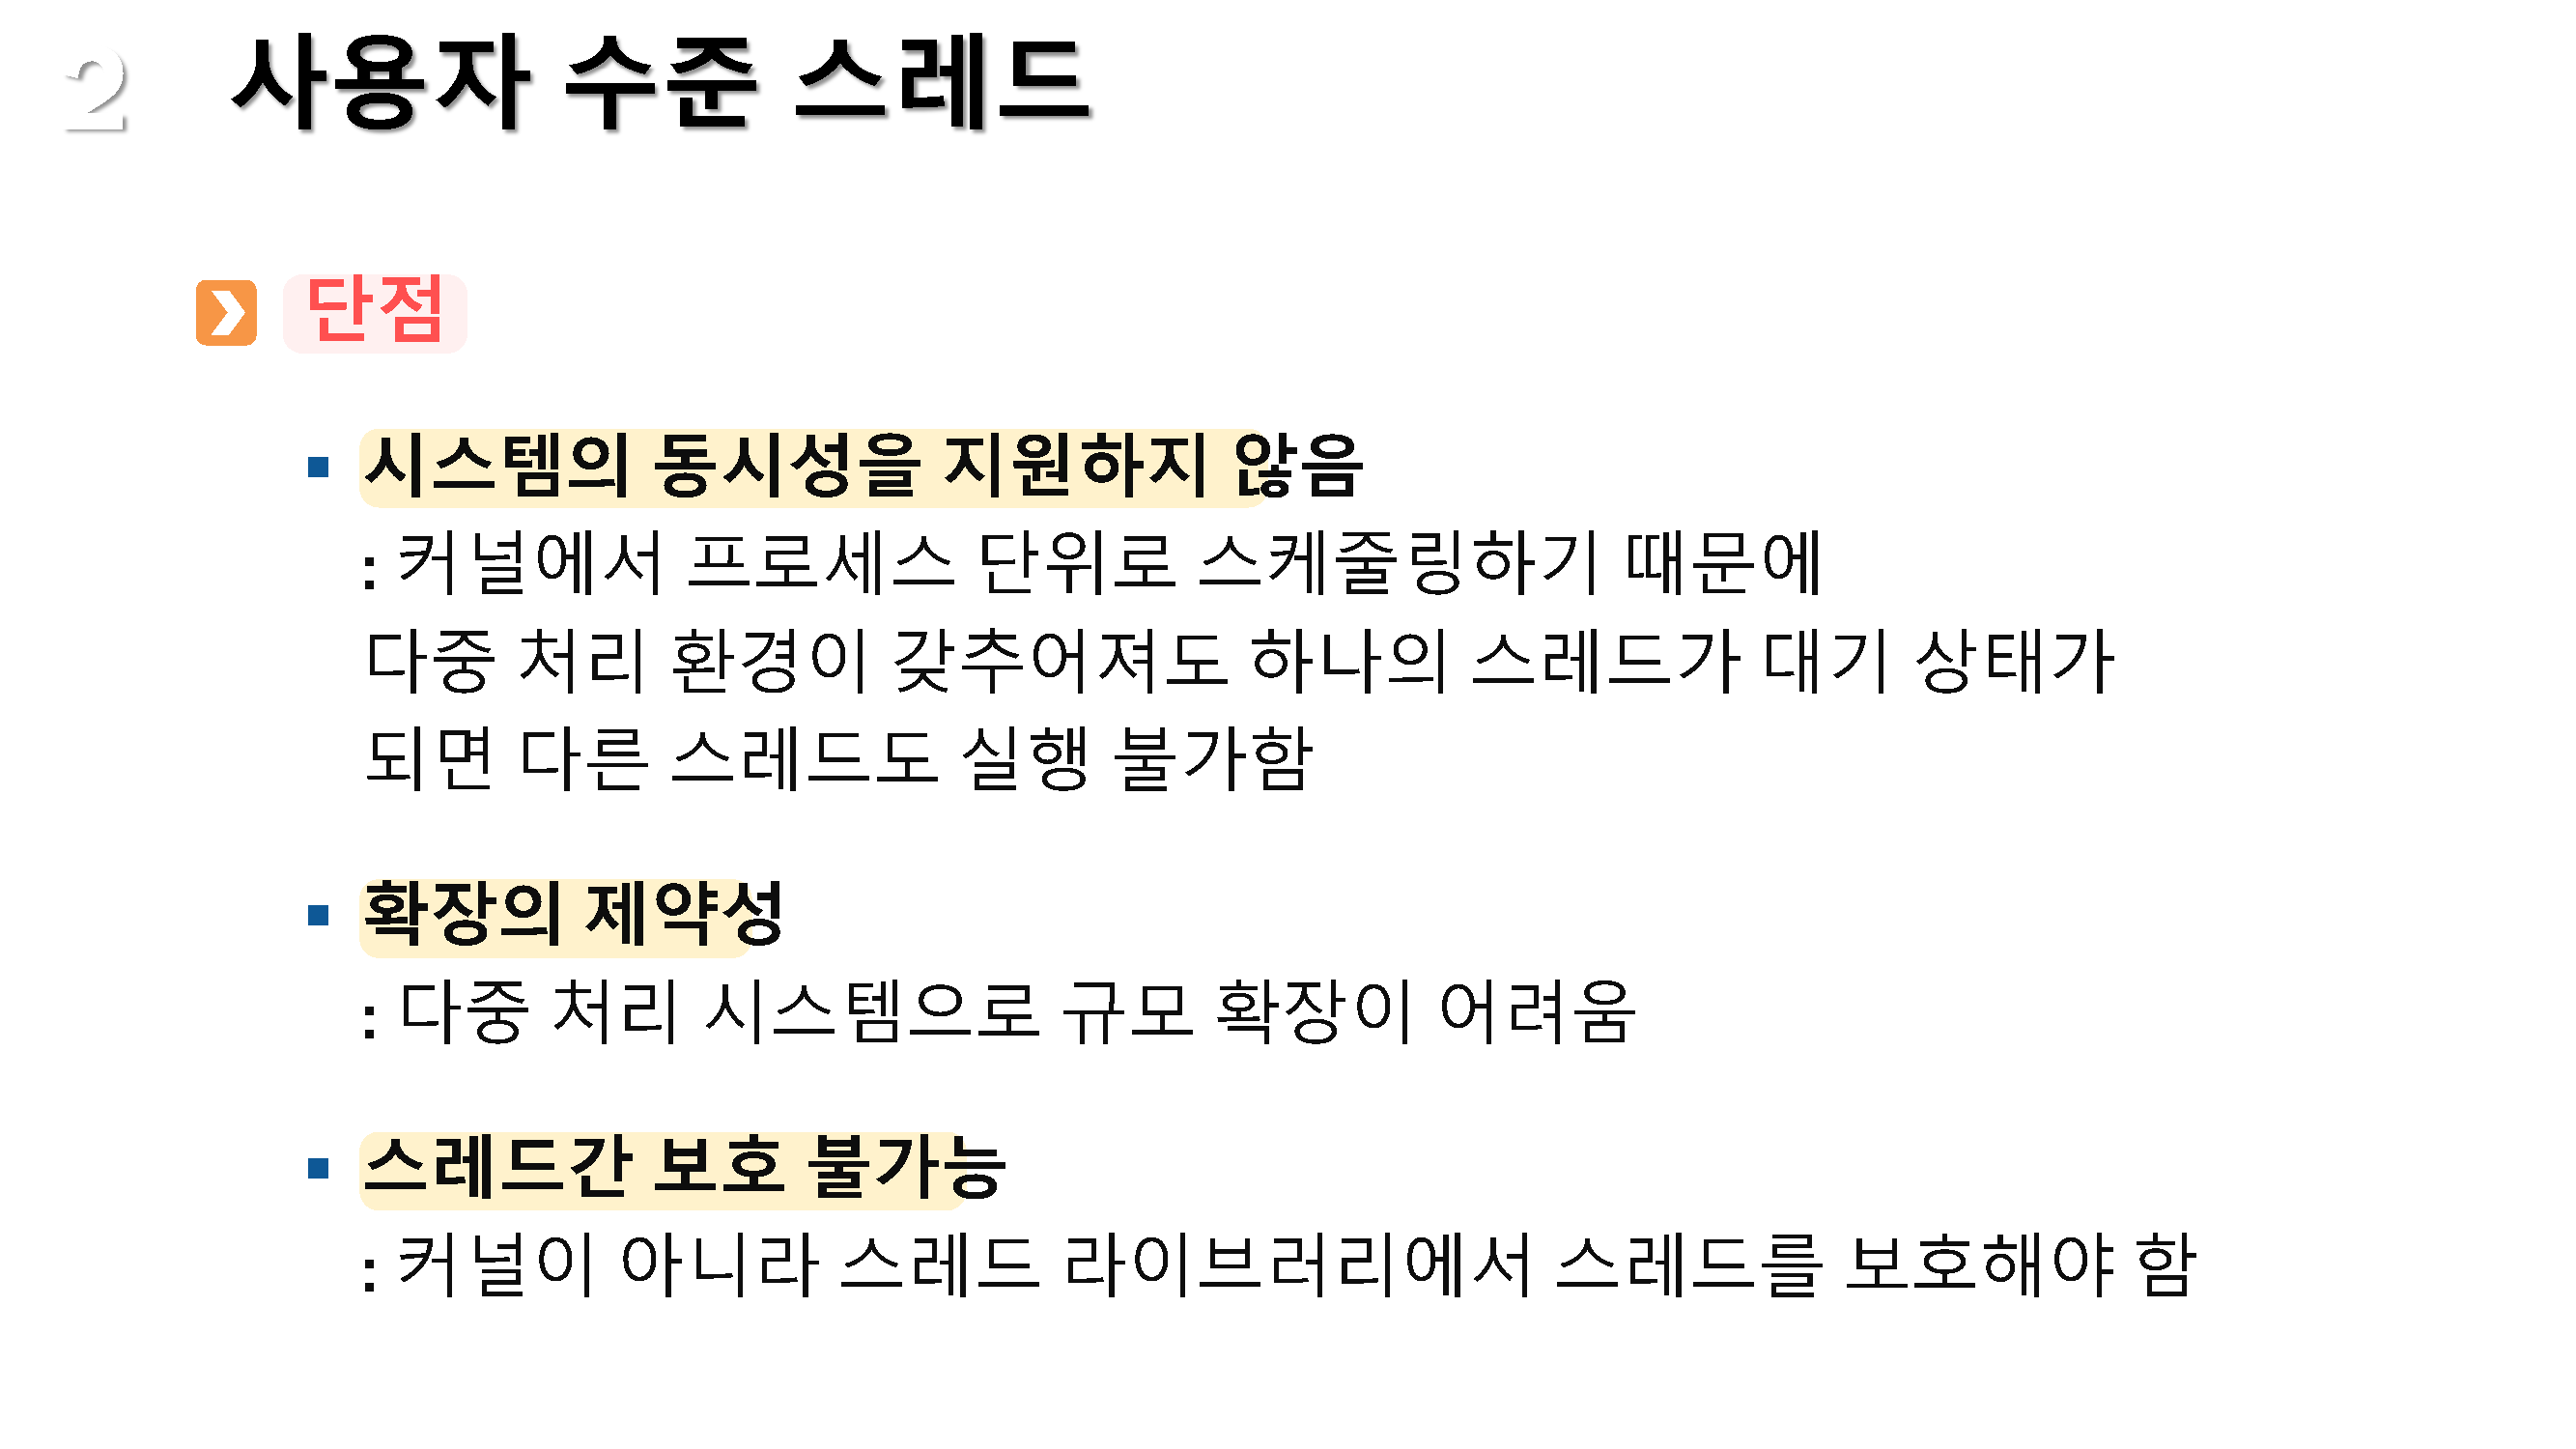 2 사용자 수준 스레드
단점
▪ 시스템의 동시성을 지원하지 않음
: 커널에서 프로세스 단위로 스케줄링하기 때문에
다중 처리 환경이 갖추어져도 하나의 스레드가 대기 상태가
되면 다른 스레드도 실행 불가함
▪ 확장의 제약성
: 다중 처리 시스템으로 규모 확장이 어려움
▪ 스레드간 보호 불가능
: 커널이 아니라 스레드 라이브러리에서 스레드를 보호해야 함